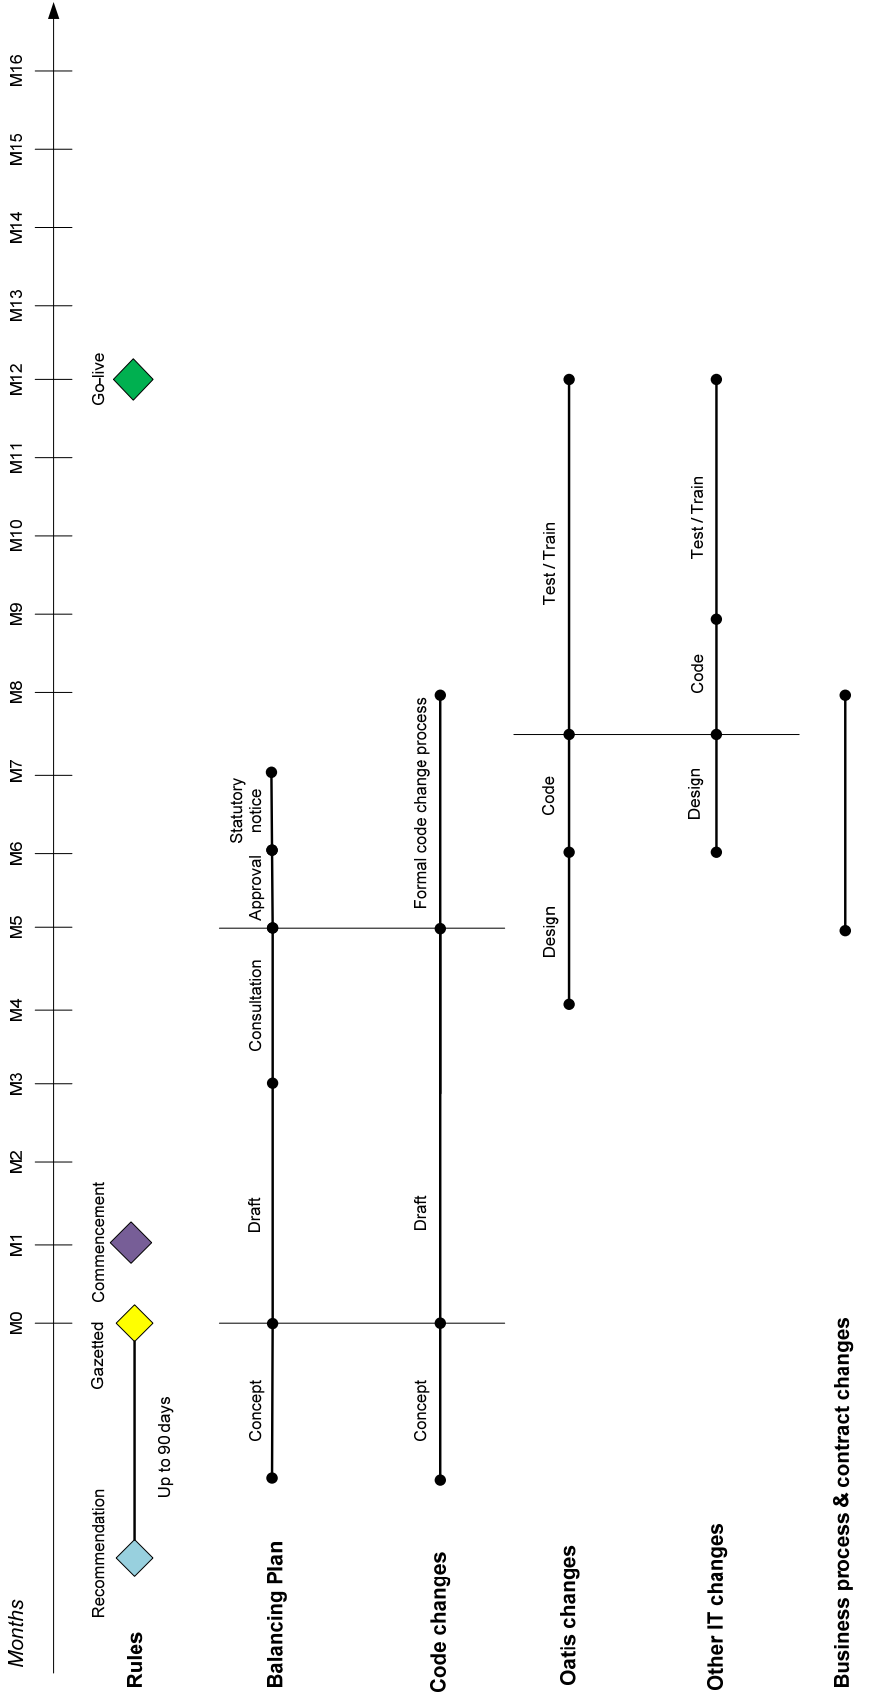 Months
M0
M1
M2
M3
M4
M5
M6
M7
M8
M9
M10
M11
M12
M13
M14
M15
M16
Rules
Recommendation
Up to 90 days
Gazetted
Commencement
Go-live
Balancing Plan
Concept
Draft
Consultation
Approval
Statutory
notice
Code changes
Concept
Draft
Formal code change process
Oatis changes
Design
Code
Test / Train
Other IT changes
Design
Code
Test / Train
Business process & contract changes